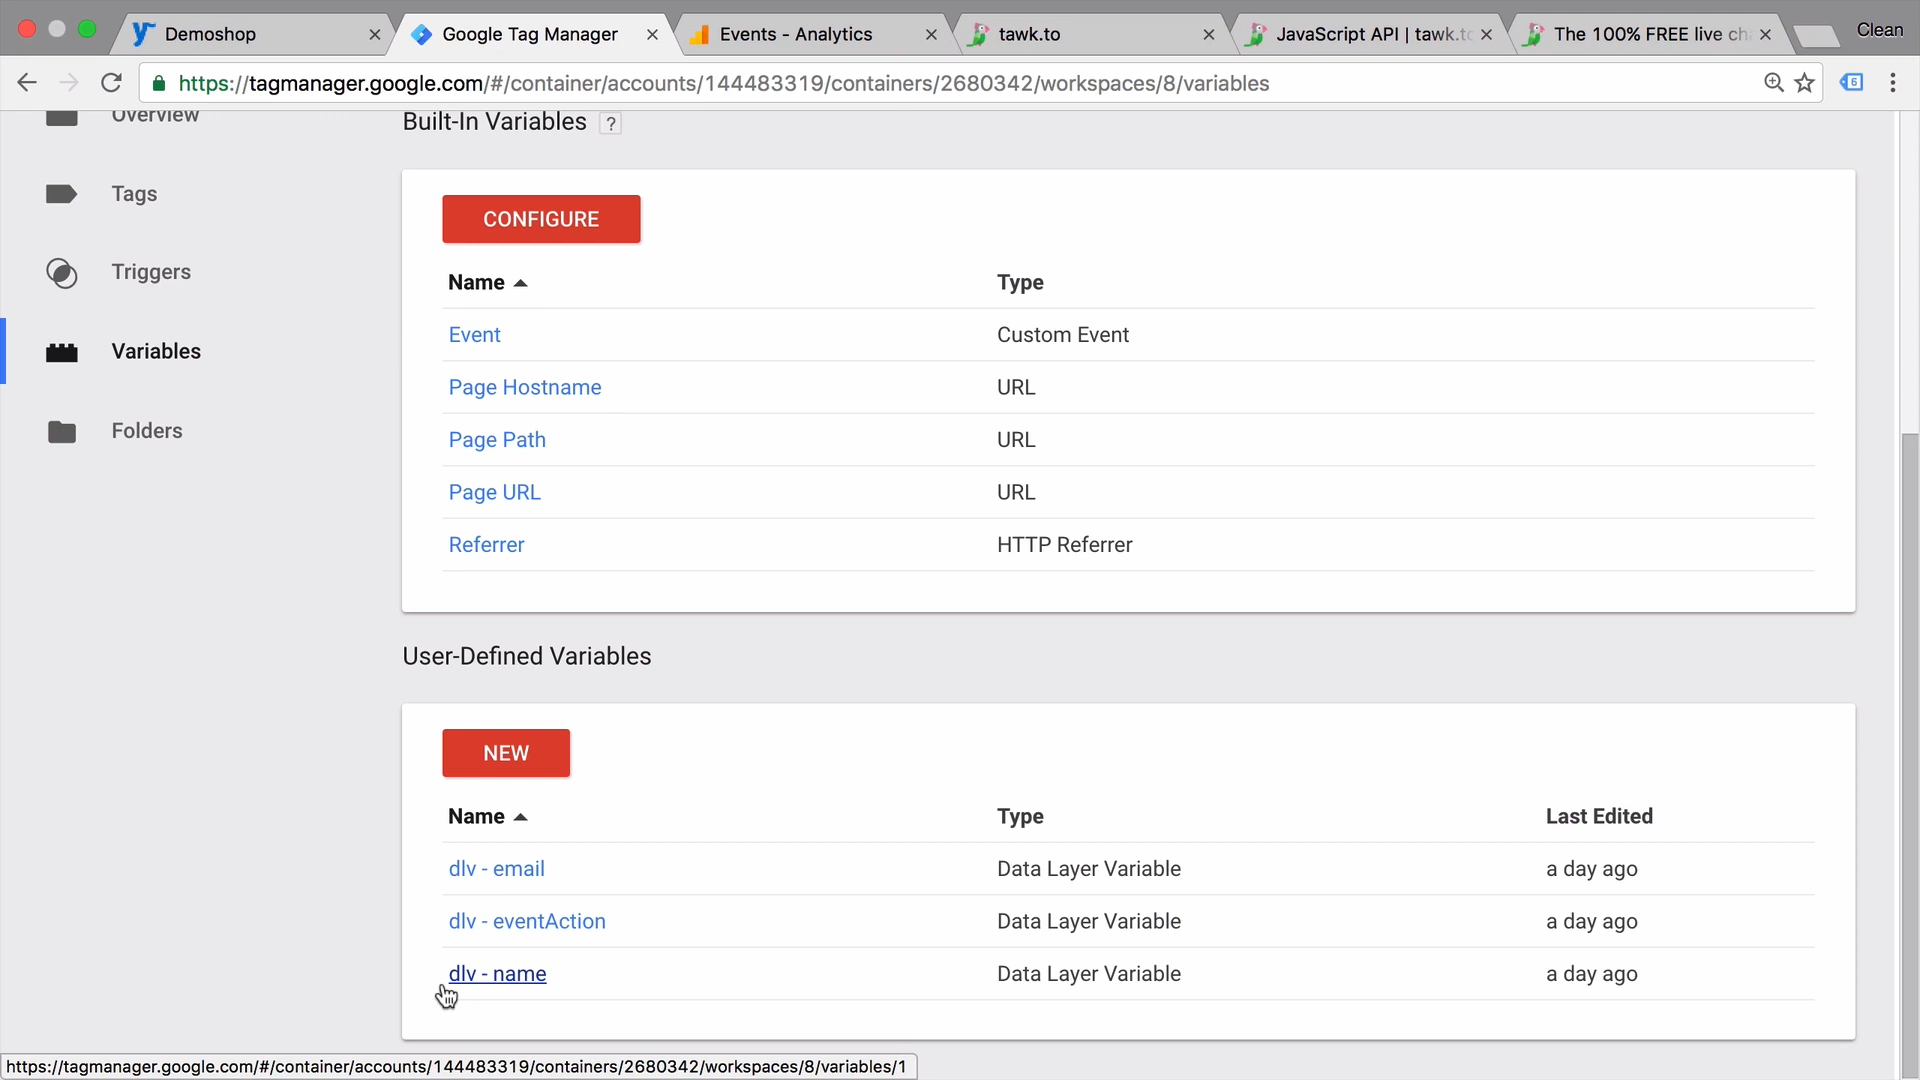 Demoshop
Google Tag Manager
Events - Analytics
tawk.to
JavaScript API | tawk.to
The 100% FREE live ch
Clean
https://tagmanager.google.com/#/container/accounts/144483319/containers/2680342/workspaces/8/variables
6
Overview
Tags
Triggers
Variables
Folders
Built-In Variables ?
CONFIGURE
Name Type
Event Custom Event
Page Hostname URL
Page Path URL
Page URL URL
Referrer HTTP Referrer
User-Defined Variables
NEW
Name Type Last Edited
dlv - email Data Layer Variable a day ago
dlv - eventAction Data Layer Variable a day ago
dlv - name Data Layer Variable a day ago
https://tagmanager.google.com/#/container/accounts/144483319/containers/2680342/workspaces/8/variables/1